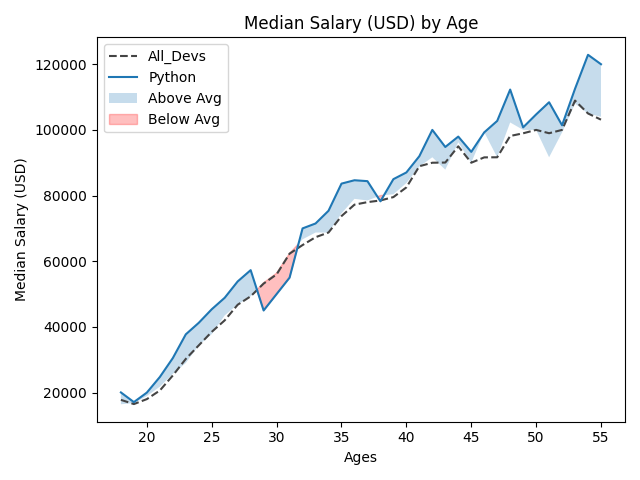 Median Salary (USD) by Age
All_Devs
Python
Above Avg
Below Avg
Median Salary (USD)
120000
100000
80000
60000
40000
20000
20 25 30 35 40 45 50 55
Ages